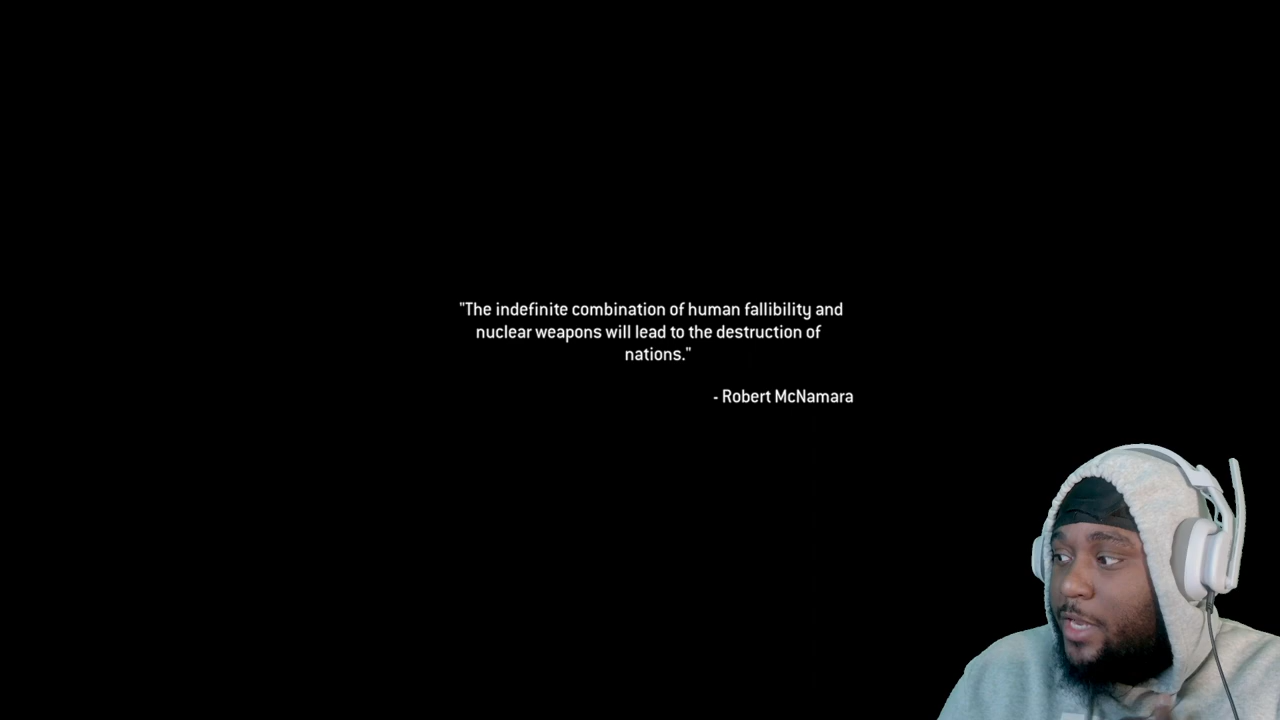 "The indefinite combination of human fallibility and
nuclear weapons will lead to the destruction of
nations."
- Robert McNamara